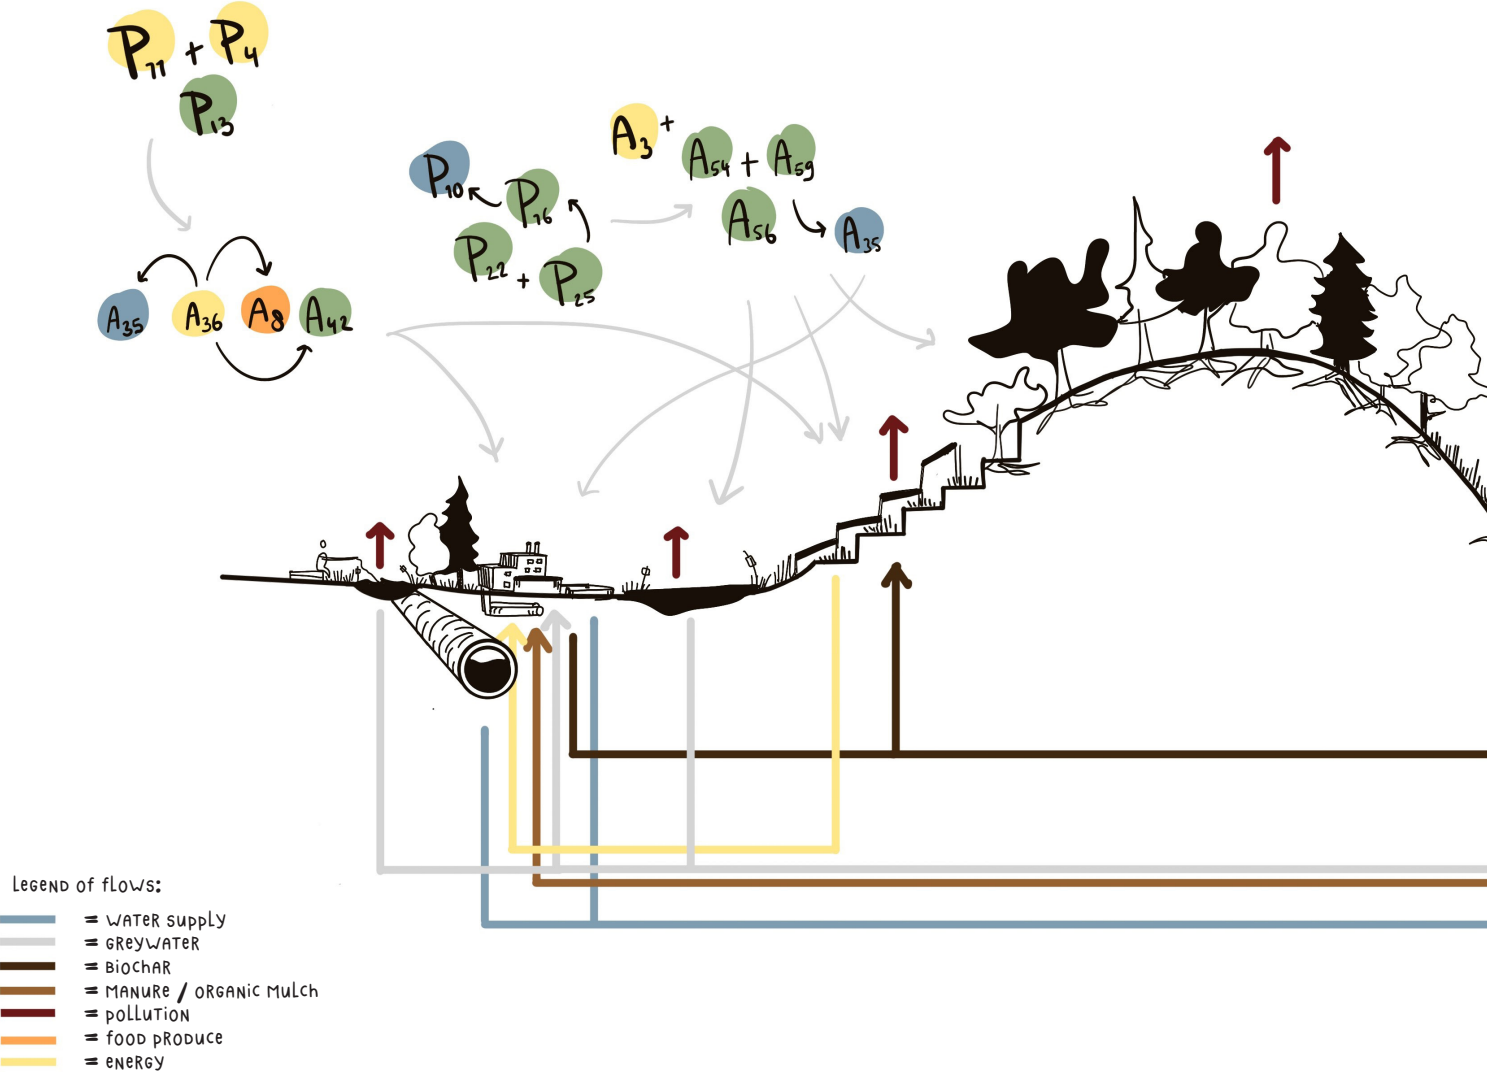 P11 + P4
P13
A3 +
A54 + A59
P10
P16
A56
A35
P22 + P25
A35 A36 A8 A42
LEGEND Of fLOWS:
= WATER SUPPLY
= GREYWATER
= BIOCHAR
= MANURE / ORGANIC MULCH
= POLLUTION
= fOOD PRODUCE
= ENERGY